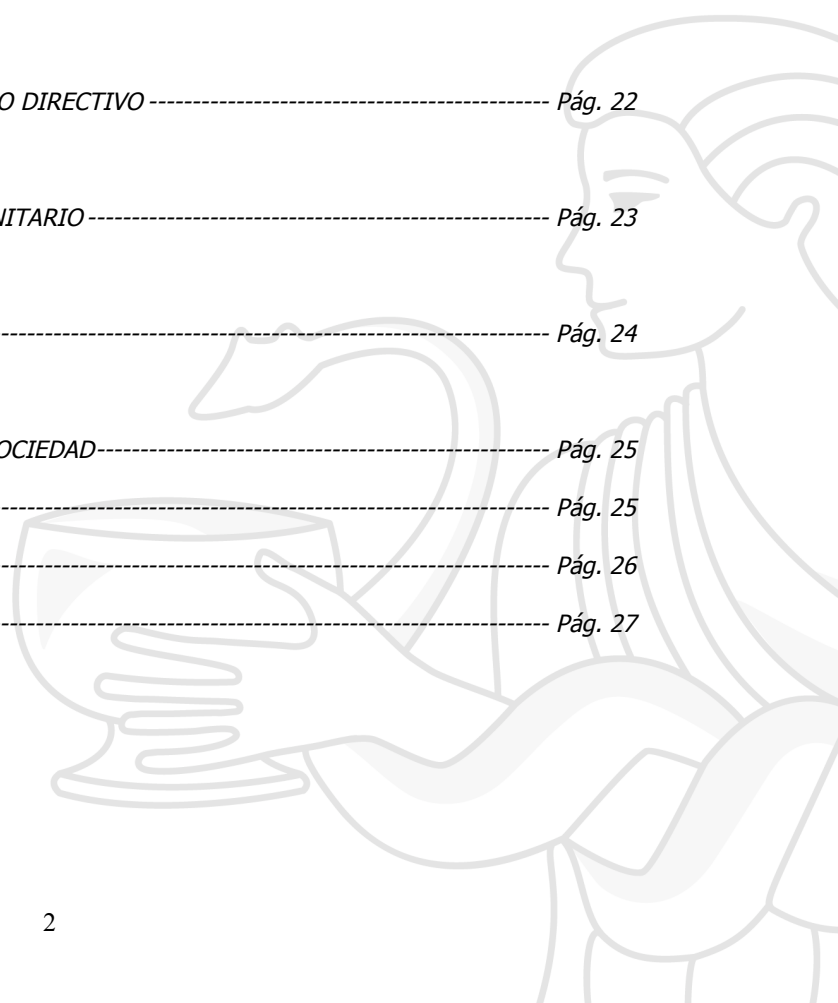 O DIRECTIVO ---------------------------------------------- Pág. 22
NITARIO ----------------------------------------------------- Pág. 23
--------------------------------------------------------------- Pág. 24
OCIEDAD---------------------------------------------------- Pág. 25
--------------------------------------------------------------- Pág. 25
--------------------------------------------------------------- Pág. 26
--------------------------------------------------------------- Pág. 27
2